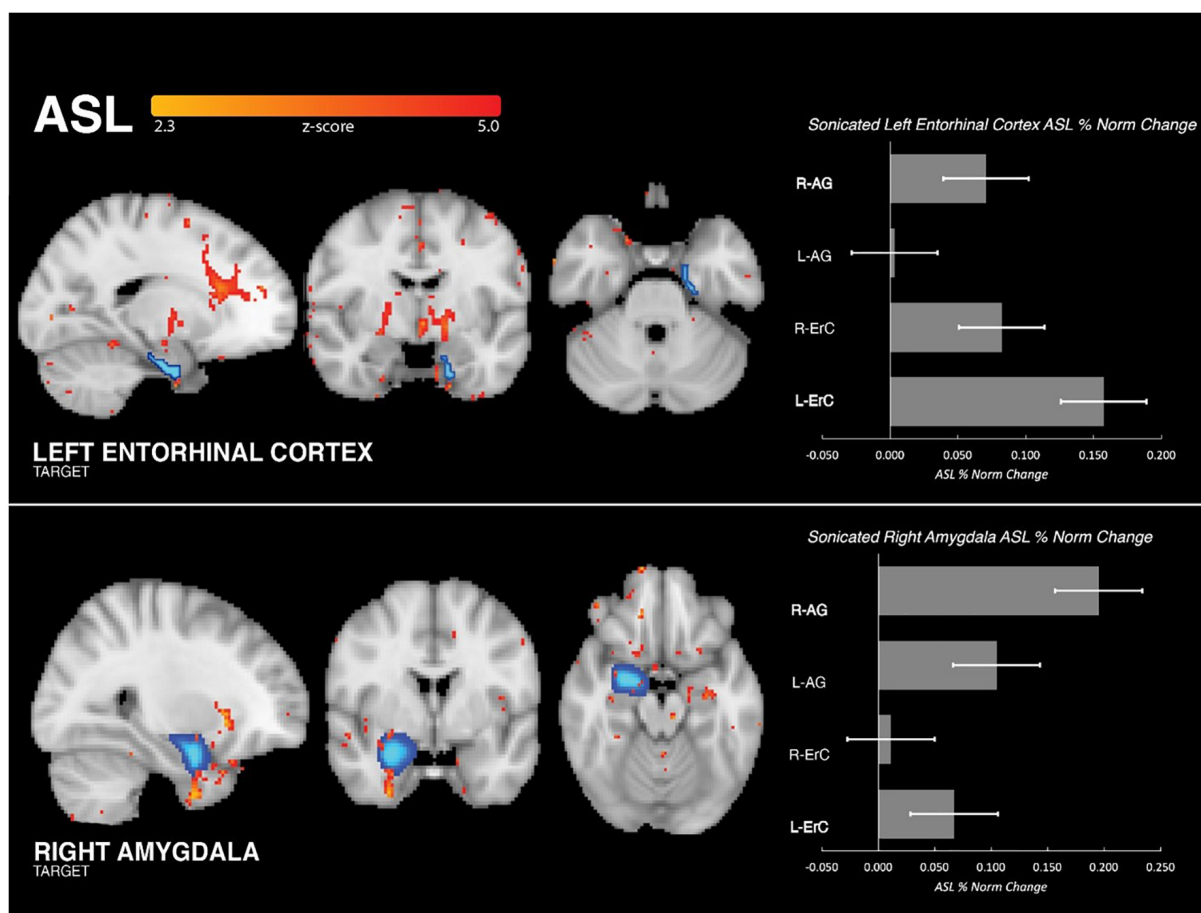 ASL
2.3 z-score 5.0
Sonicated Left Entorhinal Cortex ASL % Norm Change
R-AG
L-AG
R-ErC
L-ErC
-0.050 0.000 0.050 0.100 0.150 0.200
ASL % Norm Change
LEFT ENTORHINAL CORTEX
TARGET
Sonicated Right Amygdala ASL % Norm Change
R-AG
L-AG
R-ErC
L-ErC
-0.050 0.000 0.050 0.100 0.150 0.200 0.250
ASL % Norm Change
RIGHT AMYGDALA
TARGET